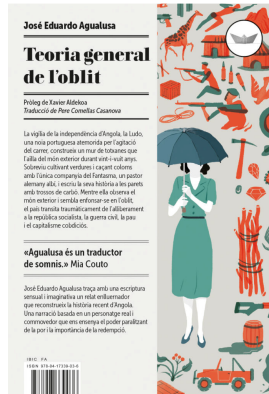 José Eduardo Agualusa
Teoria general
de l'oblit
Pròleg de Xavier Aldekoa
Traducció de Pere Comellas Casanova
La vigília de la independència d'Angola, la Ludo,
una noia portuguesa atemorida per l'agitació
del carrer, construeix un mur de totxanes que
l'aïlla del món exterior durant vint-i-vuit anys.
Sobreviu cultivant verdures i caçant coloms
amb l'única companyia del Fantasma, un pastor
alemany albí, i escriu la seva història a les parets
amb trossos de carbó. Mentre ella observa el
món exterior i sembla enfonsar-se en l'oblit,
el país transita traumàticament de l'alliberament
a la república socialista, la guerra civil, la pau
i el capitalisme cobdiciós.
«Agualusa és un traductor
de somnis.» Mia Couto
José Eduardo Agualusa traça amb una escriptura
sensual i imaginativa un relat enlluernador
que reconstrueix la història recent d'Angola.
Una narració basada en un personatge real i
commovedor que ens ensenya el poder paralitzant
de la por i la importància de la redempció.
IBIC FA